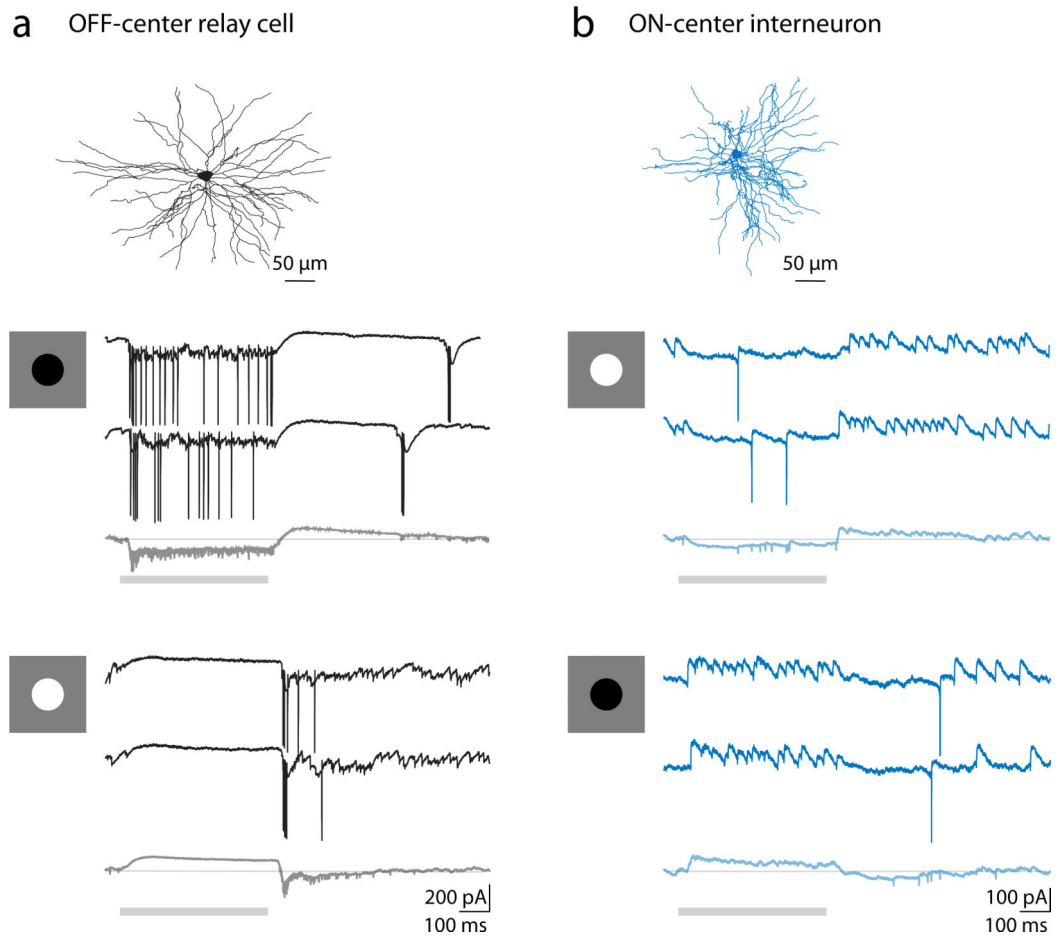 a OFF-center relay cell
b ON-center interneuron
50 µm
50 µm
200 pA
100 ms
100 pA
100 ms